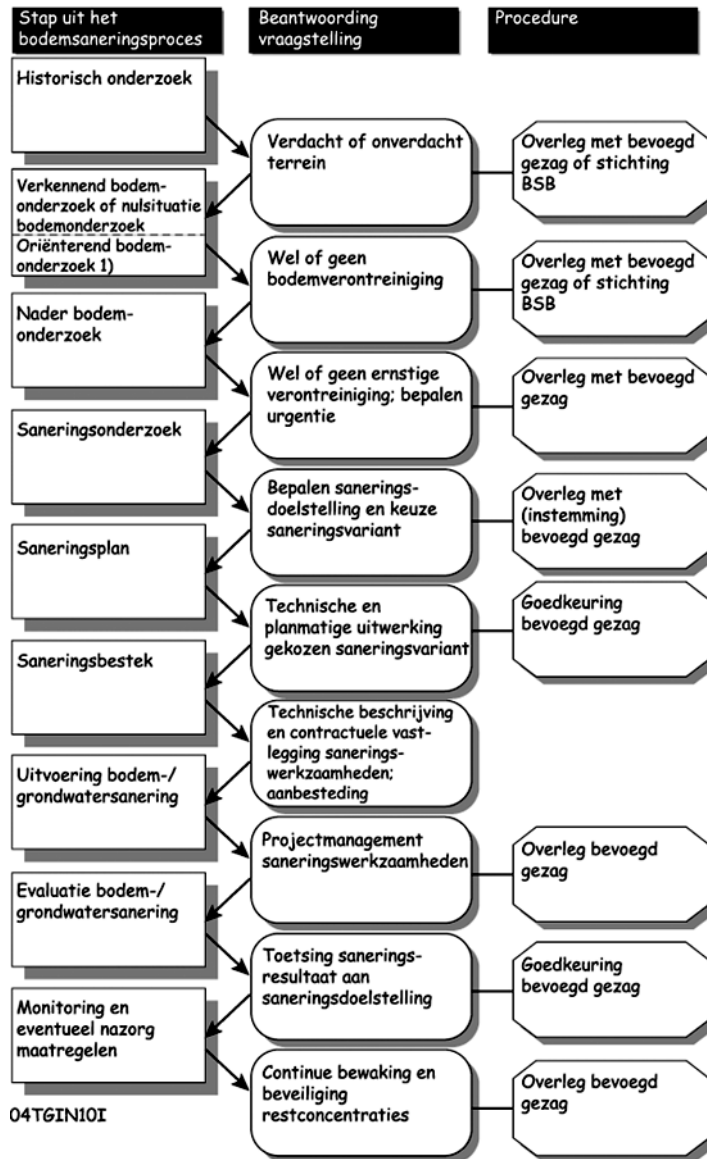 Stap uit het
bodemsaneringsproces
Beantwoording
vraagstelling
Procedure
Historisch onderzoek
Verdacht of onverdacht
terrein
Overleg met bevoegd
gezag of stichting
BSB
Verkennend bodem-
onderzoek of nulsituatie
bodemonderzoek
Oriënterend bodem-
onderzoek 1)
Wel of geen
bodemverontreiniging
Overleg met bevoegd
gezag of stichting
BSB
Nader bodem-
onderzoek
Wel of geen ernstige
verontreiniging; bepalen
urgentie
Overleg met bevoegd
gezag
Saneringsonderzoek
Bepalen sanerings-
doelstelling en keuze
saneringsvariant
Overleg met
(instemming)
bevoegd gezag
Saneringsplan
Technische en
planmatige uitwerking
gekozen saneringsvariant
Goedkeuring
bevoegd gezag
Saneringsbestek
Technische beschrijving
en contractuele vast-
legging sanerings-
werkzaamheden;
aanbesteding
Uitvoering bodem-/
grondwatersanering
Projectmanagement
saneringswerkzaamheden
Overleg bevoegd
gezag
Evaluatie bodem-/
grondwatersanering
Toetsing sanerings-
resultaat aan
saneringsdoelstelling
Goedkeuring
bevoegd gezag
Monitoring en
eventueel nazorg
maatregelen
Continue bewaking en
beveiliging
restconcentraties
Overleg bevoegd
gezag
04TGIN10I